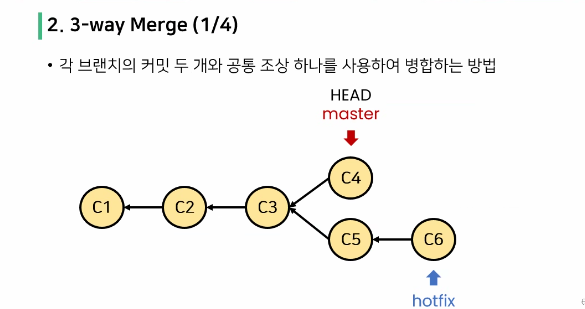 2. 3-way Merge (1/4)
• 각 브랜치의 커밋 두 개와 공통 조상 하나를 사용하여 병합하는 방법
HEAD
master
C4
C1
C2
C3
C5
C6
hotfix